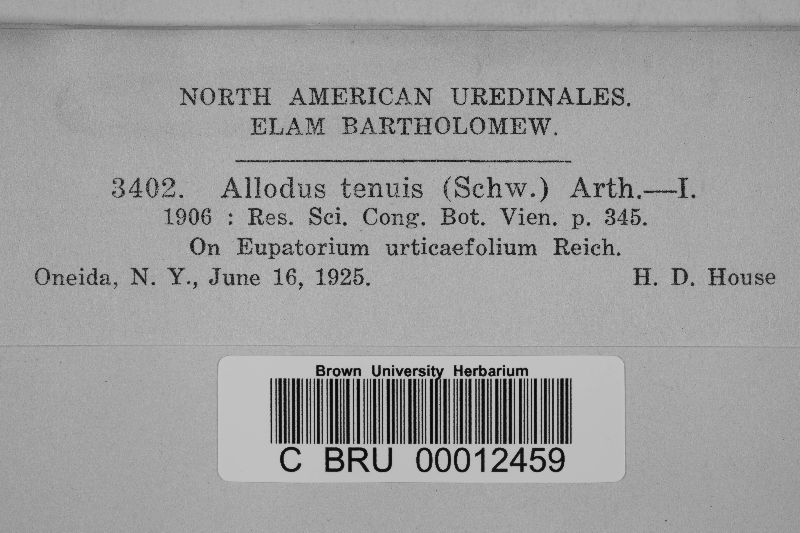 NORTH AMERICAN UREDINALES.
ELAM BARTHOLOMEW.
3402. Allodus tenuis (Schw.) Arth.—I.
1906 : Res. Sci. Cong. Bot. Vien. p. 345.
On Eupatorium urticaefolium Reich.
Oneida, N. Y., June 16, 1925. H. D. House
Brown University Herbarium
C BRU 00012459